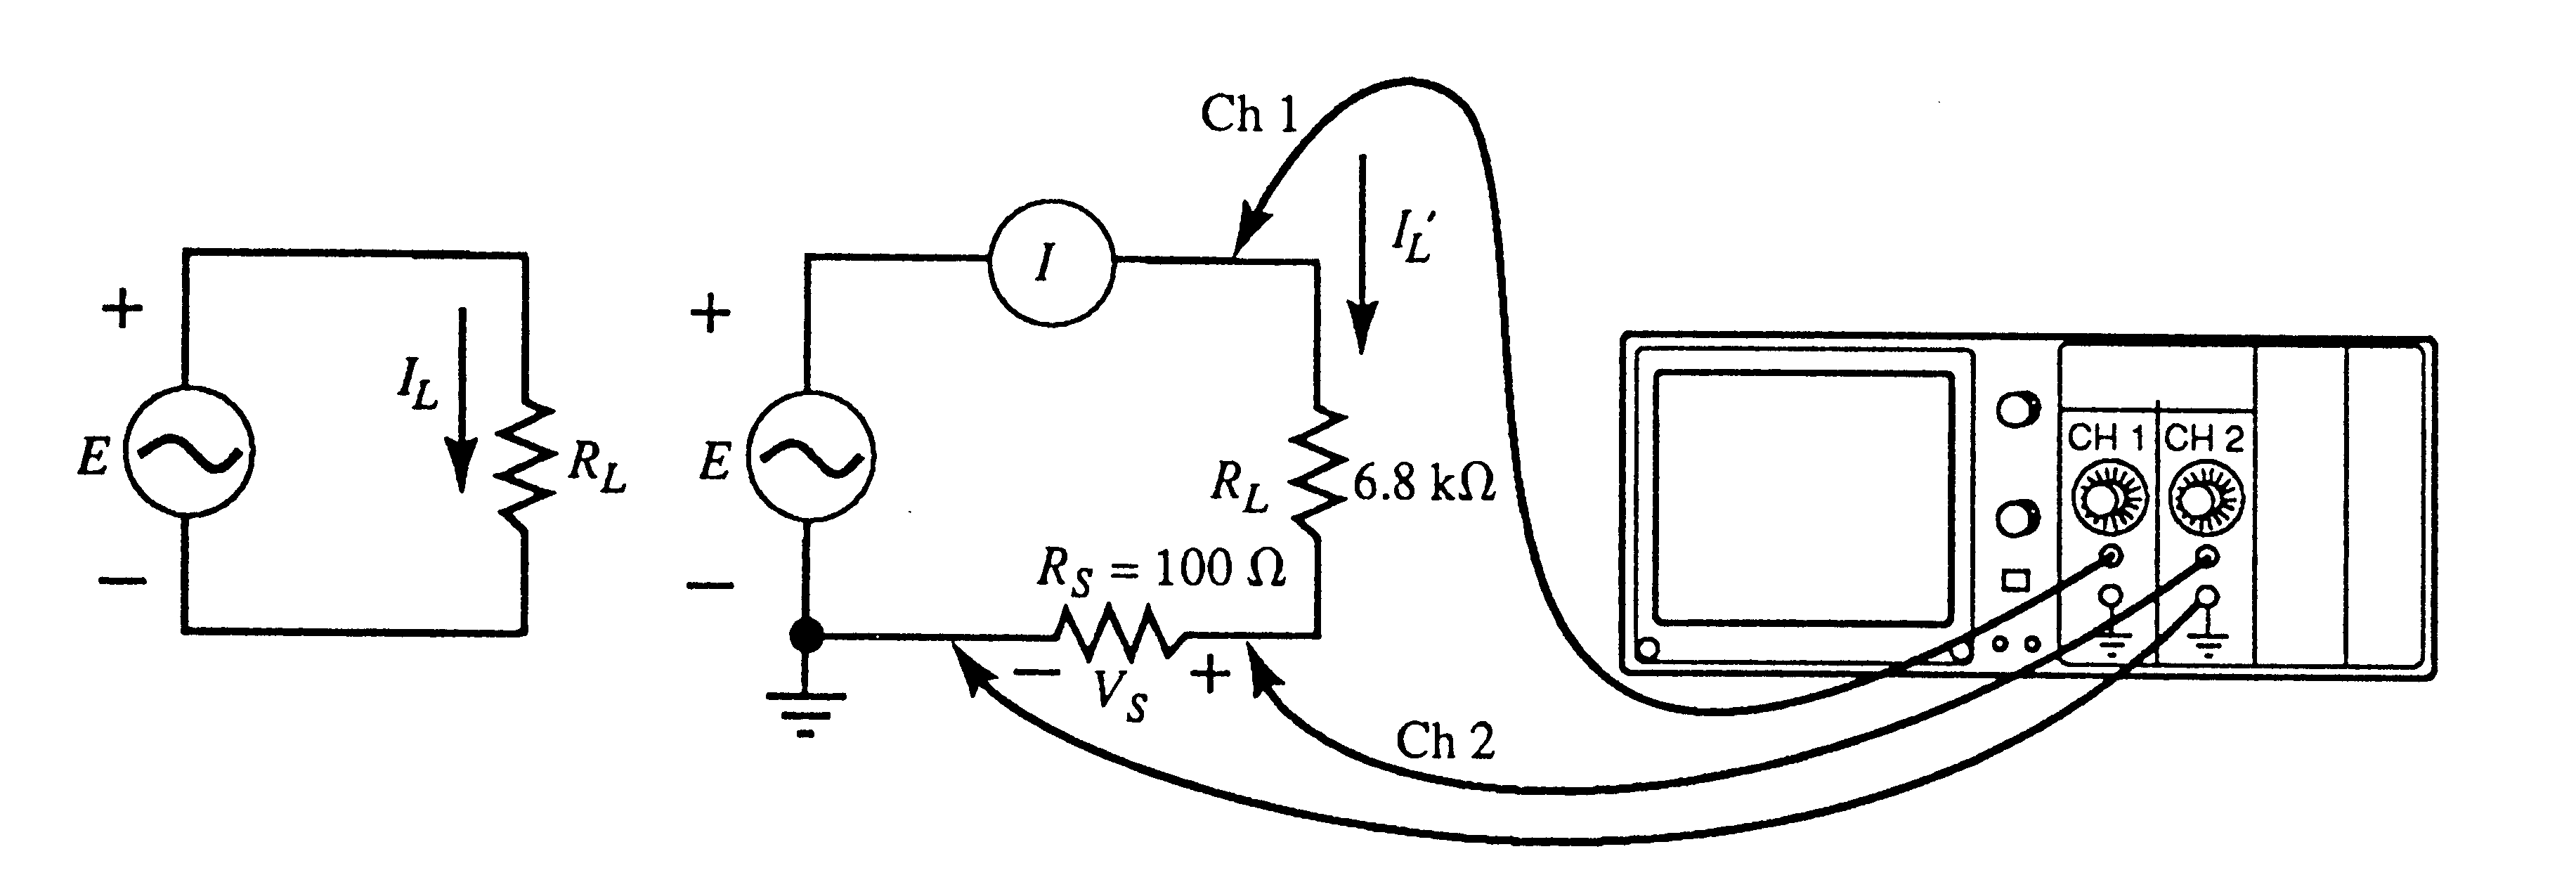 +
E
−
I_L
R_L
+
E
−
I
Ch 1
I_L′
R_L
6.8 kΩ
R_S = 100 Ω
− V_S +
Ch 2
CH 1
CH 2